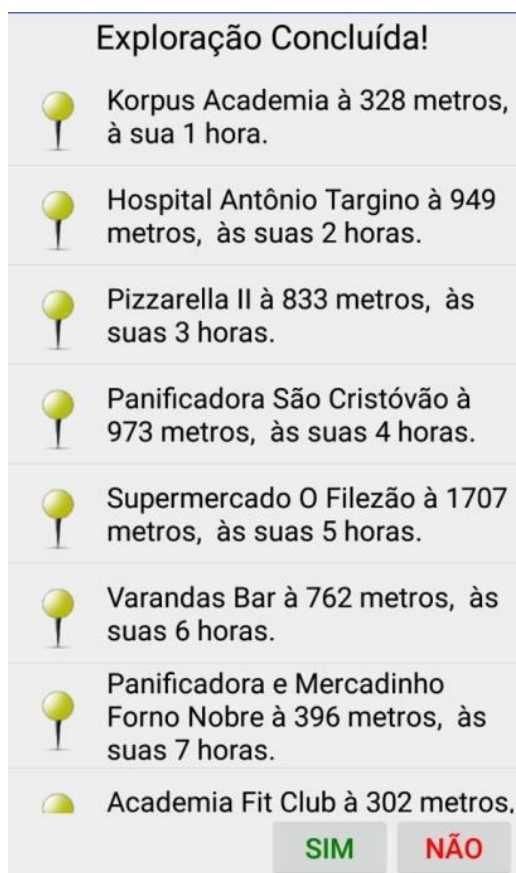 Exploração Concluída!
Korpus Academia à 328 metros,
à sua 1 hora.
Hospital Antônio Targino à 949
metros,  às suas 2 horas.
Pizzarella II à 833 metros,  às
suas 3 horas.
Panificadora São Cristóvão à
973 metros,  às suas 4 horas.
Supermercado O Filezão à 1707
metros,  às suas 5 horas.
Varandas Bar à 762 metros,  às
suas 6 horas.
Panificadora e Mercadinho
Forno Nobre à 396 metros,  às
suas 7 horas.
Academia Fit Club à 302 metros,
SIM NÃO